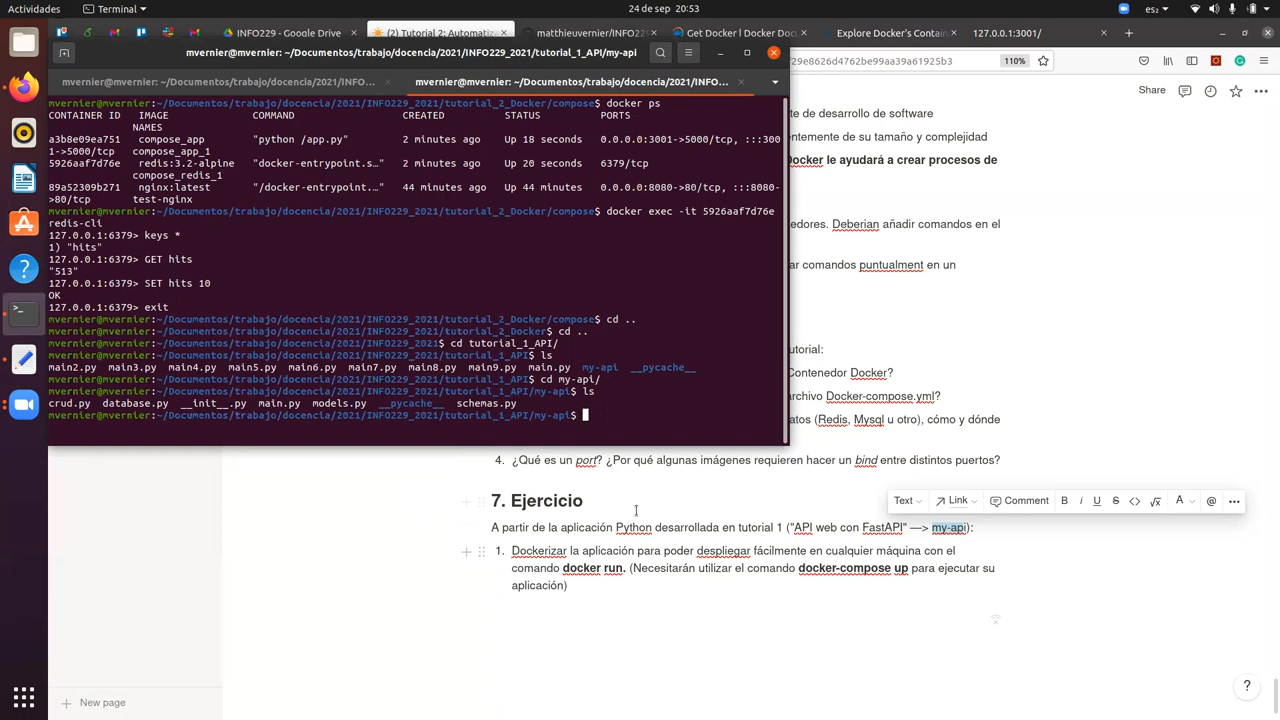 Actividades
Terminal
24 de sep 20:53
es₂
INFO229 - Google Drive
(2) Tutorial 2:
matthieuvernier/
Get Docker | Docker Doc
Explore Docker's Contain
127.0.0.1:3001/
mvernier@mvernier: ~/Documentos/trabajo/docencia/2021/INFO229_2021/tutorial_1_API/my-api
29e8626d4762be99aa39a61925b3
110%
mvernier@mvernier: ~/Documentos/trabajo/docencia/2021/INFO...
mvernier@mvernier: ~/Documentos/trabajo/docencia/2021/INFO...
Share
mvernier@mvernier:~/Documentos/trabajo/docencia/2021/INFO229_2021/tutorial_2_Docker/compose$ docker ps
CONTAINER ID   IMAGE   COMMAND   CREATED   STATUS   PORTS
NAMES
a3b8e09ea751   compose_app   "python /app.py"   2 minutes ago   Up 18 seconds   0.0.0.0:3001->5000/tcp, :::300
1->5000/tcp   compose_app_1
5926aaf7d76e   redis:3.2-alpine   "docker-entrypoint.s…"   2 minutes ago   Up 20 seconds   6379/tcp
compose_redis_1
89a52309b271   nginx:latest   "/docker-entrypoint.…"   44 minutes ago   Up 44 minutes   0.0.0.0:8080->80/tcp, :::8080-
>80/tcp   test-nginx
mvernier@mvernier:~/Documentos/trabajo/docencia/2021/INFO229_2021/tutorial_2_Docker/compose$ docker exec -it 5926aaf7d76e
redis-cli
127.0.0.1:6379> keys *
1) "hits"
127.0.0.1:6379> GET hits
"513"
127.0.0.1:6379> SET hits 10
OK
127.0.0.1:6379> exit
mvernier@mvernier:~/Documentos/trabajo/docencia/2021/INFO229_2021/tutorial_2_Docker/compose$ cd ..
mvernier@mvernier:~/Documentos/trabajo/docencia/2021/INFO229_2021/tutorial_2_Docker$ cd ..
mvernier@mvernier:~/Documentos/trabajo/docencia/2021/INFO229_2021$ cd tutorial_1_API/
mvernier@mvernier:~/Documentos/trabajo/docencia/2021/INFO229_2021/tutorial_1_API$ ls
main2.py  main3.py  main4.py  main5.py  main6.py  main7.py  main8.py  main9.py  main.py  my-api  __pycache__
mvernier@mvernier:~/Documentos/trabajo/docencia/2021/INFO229_2021/tutorial_1_API$ cd my-api/
mvernier@mvernier:~/Documentos/trabajo/docencia/2021/INFO229_2021/tutorial_1_API/my-api$ ls
crud.py  database.py  __init__.py  main.py  models.py  __pycache__  schemas.py
mvernier@mvernier:~/Documentos/trabajo/docencia/2021/INFO229_2021/tutorial_1_API/my-api$
te de desarrollo de software
entemente de su tamaño y complejidad
Docker le ayudará a crear procesos de
edores. Deberian añadir comandos en el
ar comandos puntualment en un
utorial:
Contenedor Docker?
archivo Docker-compose.yml?
atos (Redis, Mysql u otro), cómo y dónde
4. ¿Qué es un port? ¿Por qué algunas imágenes requieren hacer un bind entre distintos puertos?
7. Ejercicio
Text Link Comment B i U S <> √x A @ •••
A partir de la aplicación Python desarrollada en tutorial 1 ("API web con FastAPI" —> my-api):
1. Dockerizar la aplicación para poder despliegar fácilmente en cualquier máquina con el
comando docker run. (Necesitarán utilizar el comando docker-compose up para ejecutar su
aplicación)
New page
?